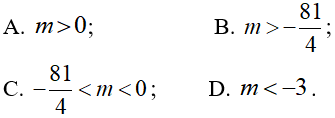 A. m>0; B. m>-81/4;
C. -81/4<m<0; D. m<-3.